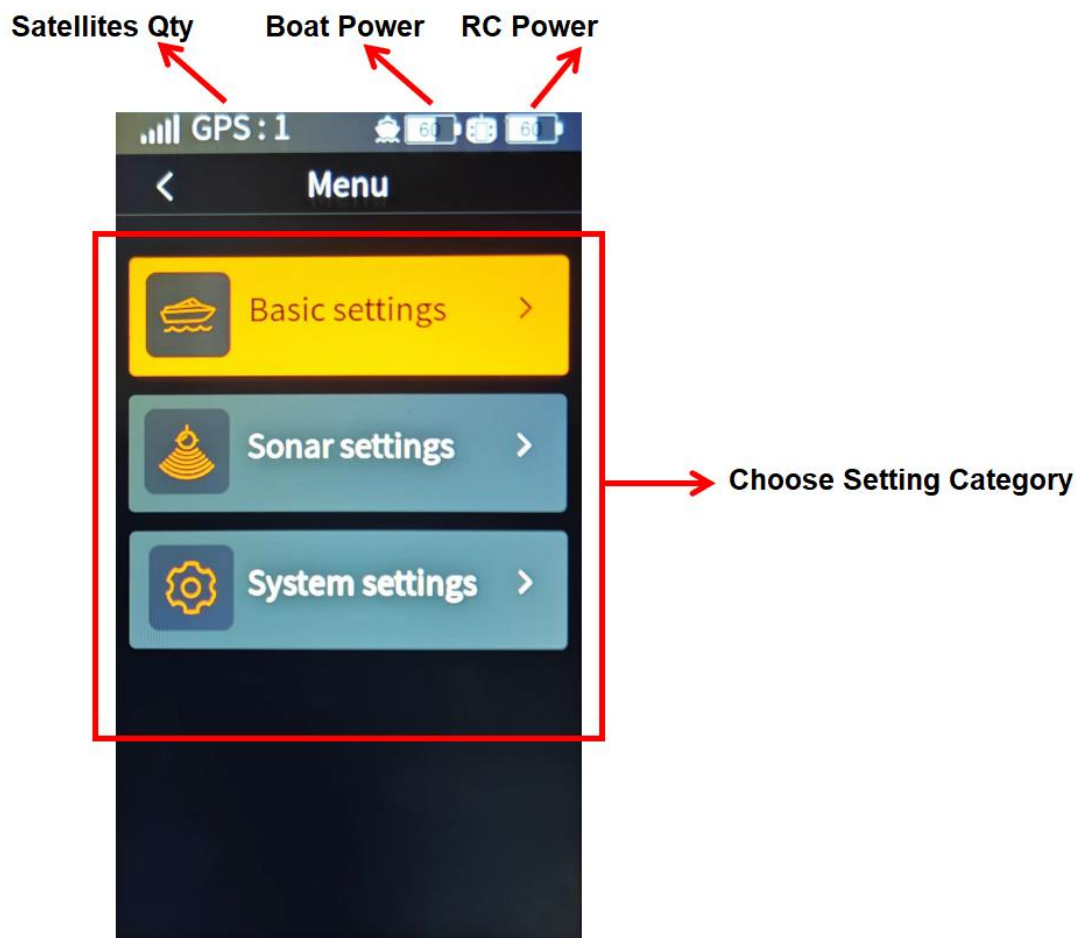 Satellites Qty Boat Power RC Power
GPS : 1 60 60
Menu
Basic settings
Sonar settings
Choose Setting Category
System settings